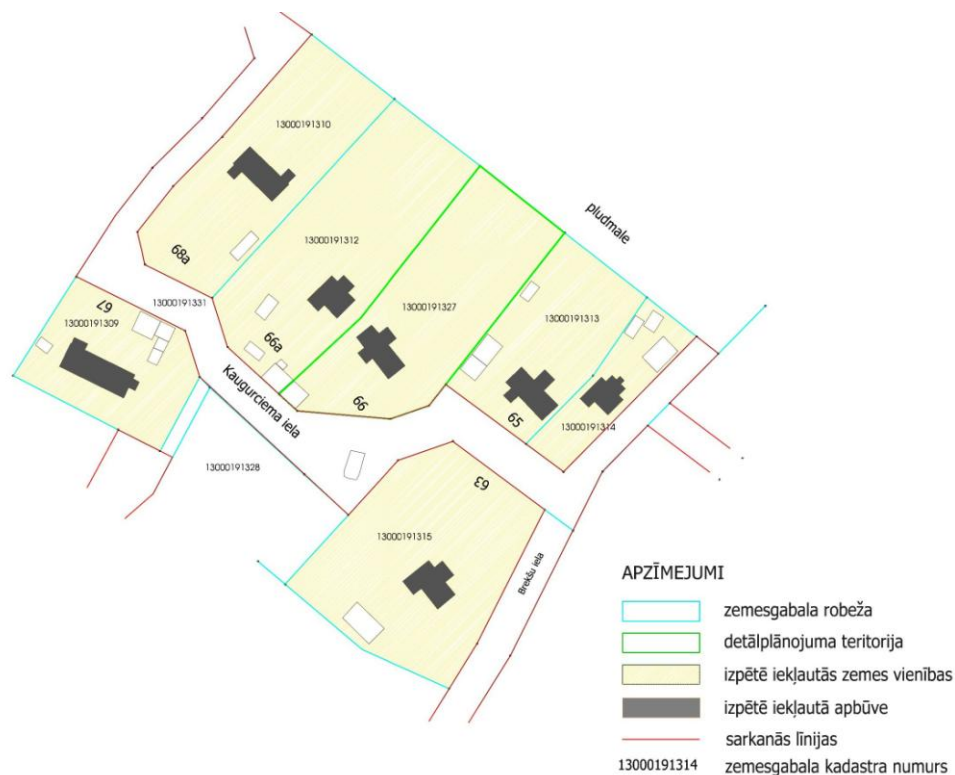 13000191310
pludmale
68a
13000191312
13000191331
67
13000191309
13000191327
13000191313
66a
66
65
13000191314
Kaugurciema iela
13000191328
63
13000191315
Brekšu iela
APZĪMEJUMI
zemesgabala robeža
detālplānojuma teritorija
izpētē iekļautās zemes vienības
izpētē iekļautā apbūve
sarkanās līnijas
13000191314 zemesgabala kadastra numurs